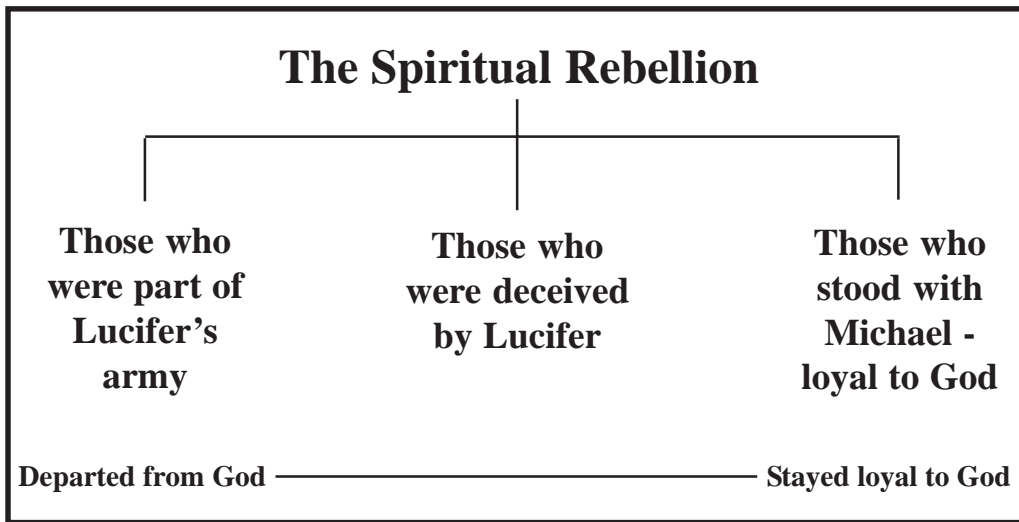 The Spiritual Rebellion
Those who
were part of
Lucifer’s
army
Those who
were deceived
by Lucifer
Those who
stood with
Michael -
loyal to God
Departed from God
Stayed loyal to God